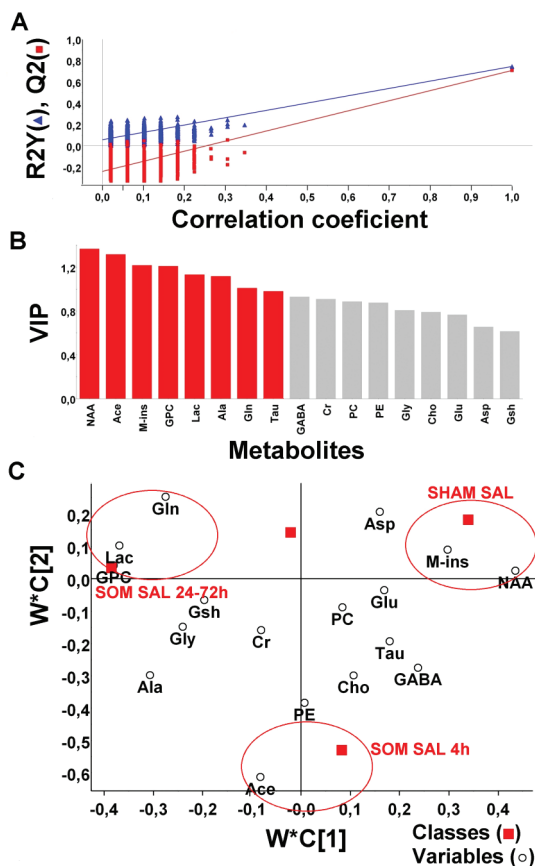 A
R2Y(▲), Q2(■)
1,0
0,8
0,6
0,4
0,2
0,0
-0,2
0,0 0,1 0,2 0,3 0,4 0,5 0,6 0,7 0,8 0,9 1,0
Correlation coeficient
B
VIP
1,2
0,8
0,4
0,0
NAA Ace M-ins GPC Lac Ala Gln Tau GABA Cr PC PE Gly Cho Glu Asp Gsh
Metabolites
C
W*C[2]
0,2
0,1
0,0
-0,1
-0,2
-0,3
-0,4
-0,5
-0,6
Gln
SHAM SAL
Asp
Lac
M-ins
GPC
NAA
SOM SAL 24-72h
Glu
Gsh
PC
Gly
Cr
Tau
GABA
Ala
Cho
PE
SOM SAL 4h
Ace
-0,4 -0,3 -0,2 -0,1 -0,0 0,1 0,2 0,3 0,4
W*C[1]
Classes (■)
Variables (○)